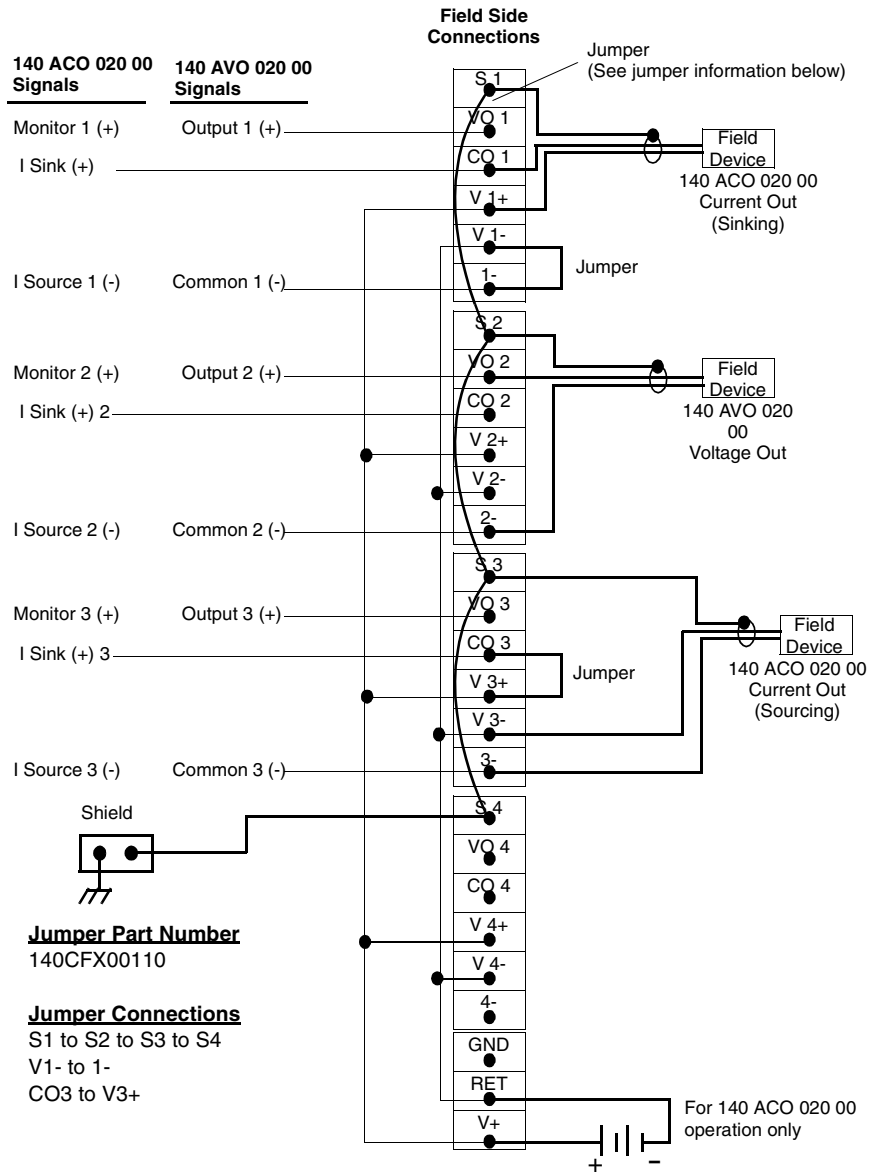 Field Side
Connections
140 ACO 020 00
Signals
140 AVO 020 00
Signals
Jumper
(See jumper information below)
S 1
Monitor 1 (+)
Output 1 (+)
VO 1
I Sink (+)
CO 1
Field
Device
140 ACO 020 00
Current Out
(Sinking)
V 1+
V 1-
Jumper
I Source 1 (-)
Common 1 (-)
1-
S 2
Monitor 2 (+)
Output 2 (+)
VO 2
Field
Device
140 AVO 020
00
Voltage Out
I Sink (+) 2
CO 2
V 2+
V 2-
I Source 2 (-)
Common 2 (-)
2-
S 3
Monitor 3 (+)
Output 3 (+)
VO 3
Field
Device
140 ACO 020 00
Current Out
(Sourcing)
I Sink (+) 3
CO 3
Jumper
V 3+
V 3-
I Source 3 (-)
Common 3 (-)
3-
Shield
S 4
VO 4
CO 4
V 4+
V 4-
4-
GND
RET
V+
Jumper Part Number
140CFX00110
Jumper Connections
S1 to S2 to S3 to S4
V1- to 1-
CO3 to V3+
For 140 ACO 020 00
operation only
+ −